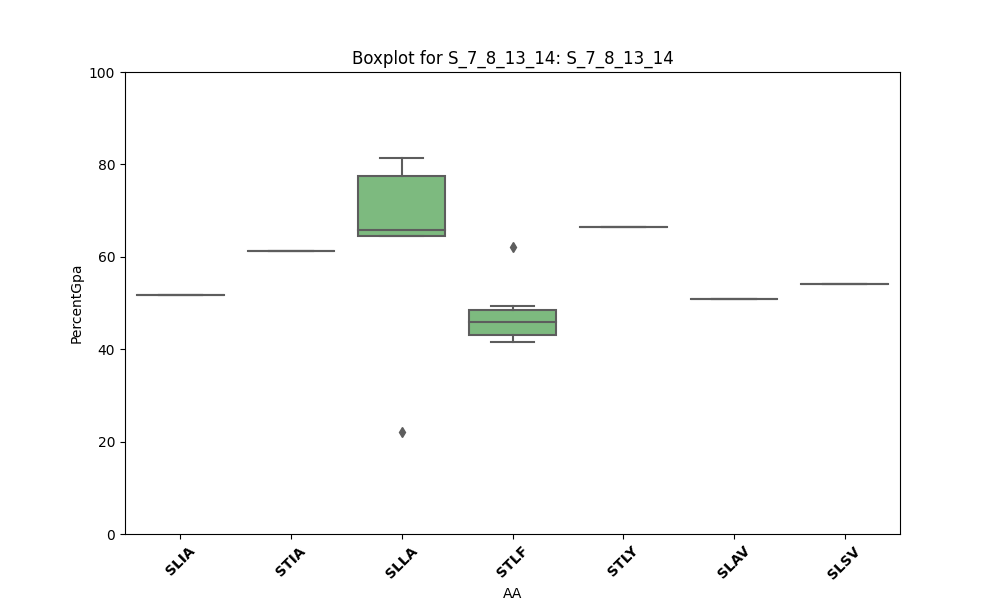 Boxplot for S_7_8_13_14: S_7_8_13_14
100
80
60
40
20
0
PercentGpa
SLIA
STIA
SLLA
STLF
STLY
SLAV
SLSV
AA